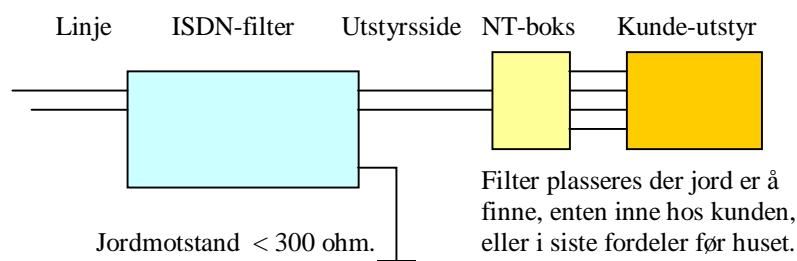 Linje ISDN-filter Utstyrsside NT-boks Kunde-utstyr
Filter plasseres der jord er å
finne, enten inne hos kunden,
Jordmotstand < 300 ohm. eller i siste fordeler før huset.